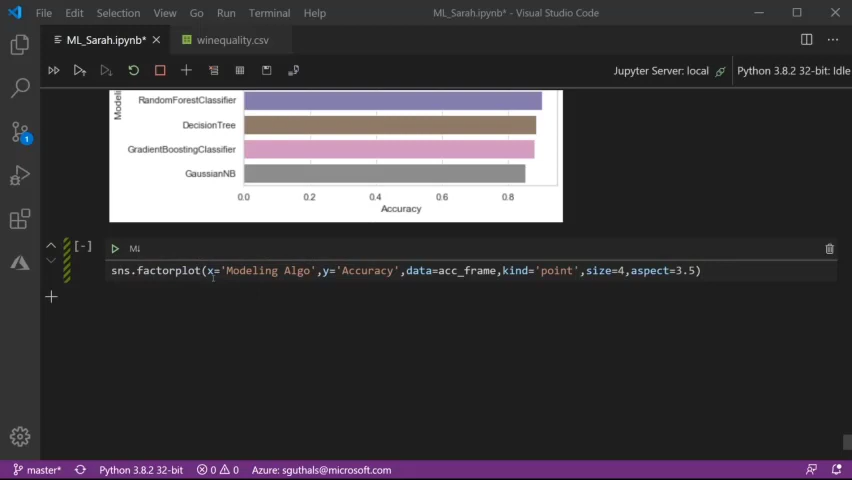 File Edit Selection View Go Run Terminal Help ML_Sarah.ipynb* - Visual Studio Code
ML_Sarah.ipynb* winequality.csv
Jupyter Server: local Python 3.8.2 32-bit: Idle
RandomForestClassifier
DecisionTree
GradientBoostingClassifier
GaussianNB
0.0 0.2 0.4 0.6 0.8
Accuracy
[-] M↓
sns.factorplot(x='Modeling Algo',y='Accuracy',data=acc_frame,kind='point',size=4,aspect=3.5)
1
master* Python 3.8.2 32-bit 0 0 Azure: sguthals@microsoft.com